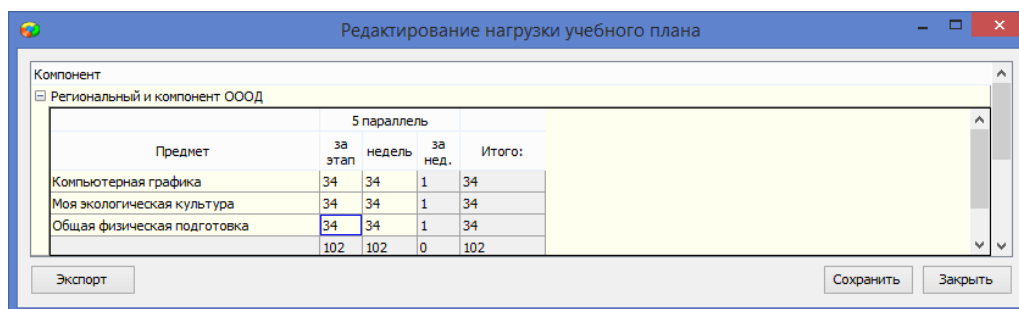 Редактирование нагрузки учебного плана
Компонент
Региональный и компонент ОООД
5 параллель
Предмет за этап недель за нед. Итого:
Компьютерная графика 34 34 1 34
Моя экологическая культура 34 34 1 34
Общая физическая подготовка 34 34 1 34
102 102 0 102
Экспорт Сохранить Закрыть